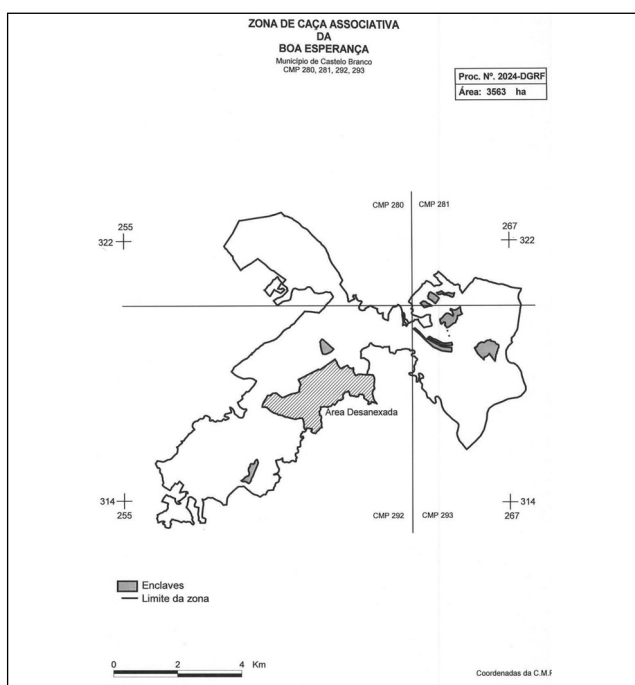 ZONA DE CAÇA ASSOCIATIVA
DA
BOA ESPERANÇA
Município de Castelo Branco
CMP 280, 281, 292, 293
Proc. Nº. 2024-DGRF
Área: 3563 ha
CMP 280
CMP 281
255
322
267
322
Área Desanexada
314
255
CMP 292
CMP 293
314
267
Enclaves
Limite da zona
0 2 4 Km
Coordenadas da C.M.P